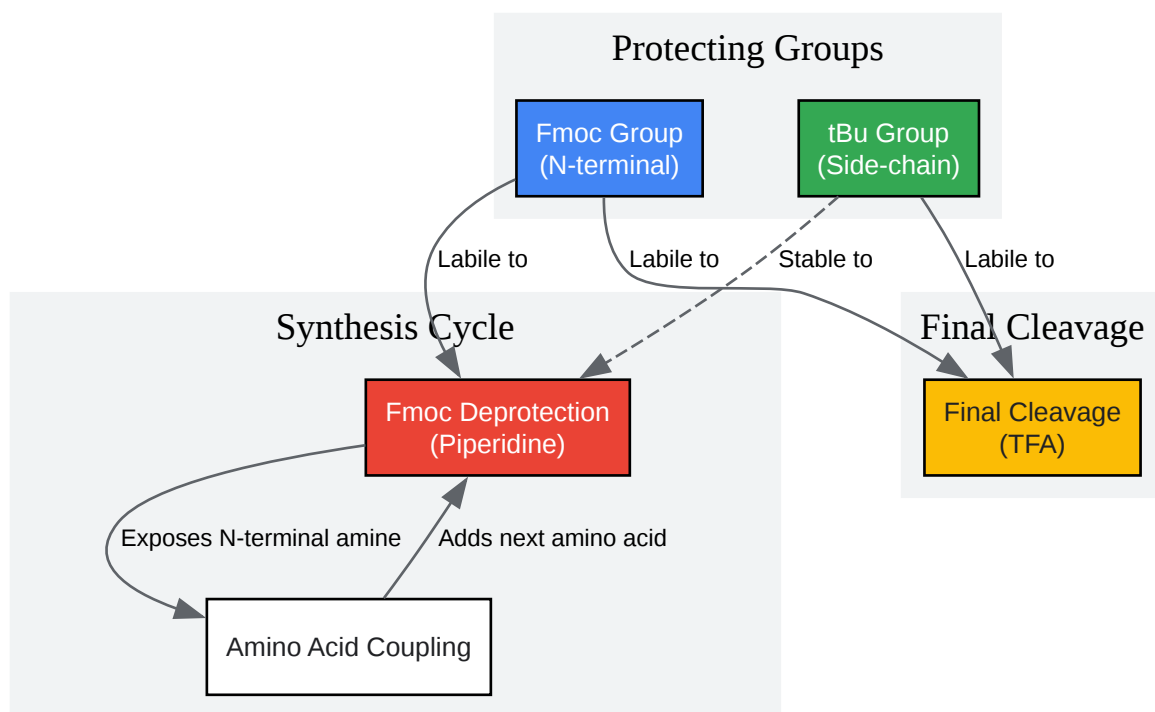 Protecting Groups
Fmoc Group
(N-terminal)
tBu Group
(Side-chain)
Labile to
Labile to
Stable to
Labile to
Synthesis Cycle
Final Cleavage
Fmoc Deprotection
(Piperidine)
Final Cleavage
(TFA)
Exposes N-terminal amine
Adds next amino acid
Amino Acid Coupling